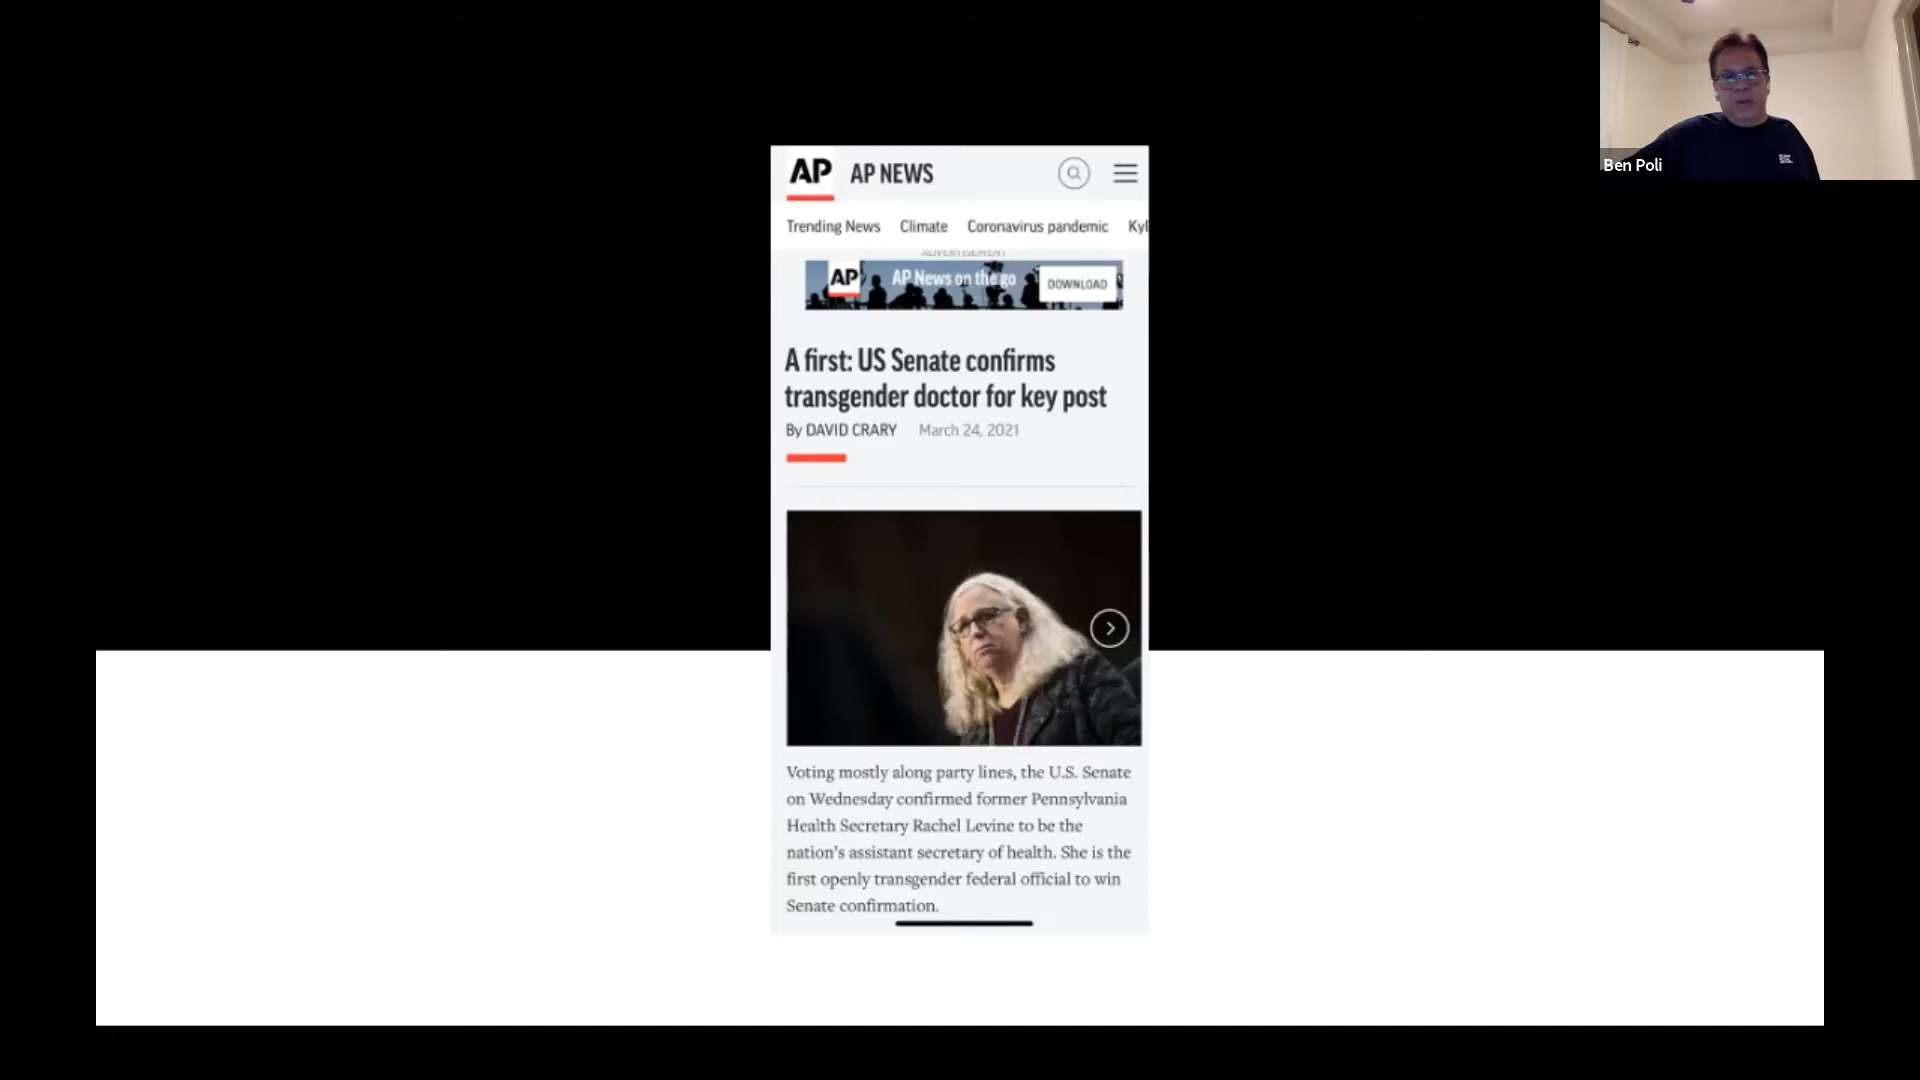 AP AP NEWS
Trending News Climate Coronavirus pandemic Kyl
ADVERTISEMENT
AP AP News on the go DOWNLOAD
A first: US Senate confirms
transgender doctor for key post
By DAVID CRARY March 24, 2021
Voting mostly along party lines, the U.S. Senate
on Wednesday confirmed former Pennsylvania
Health Secretary Rachel Levine to be the
nation’s assistant secretary of health. She is the
first openly transgender federal official to win
Senate confirmation.
Ben Poli